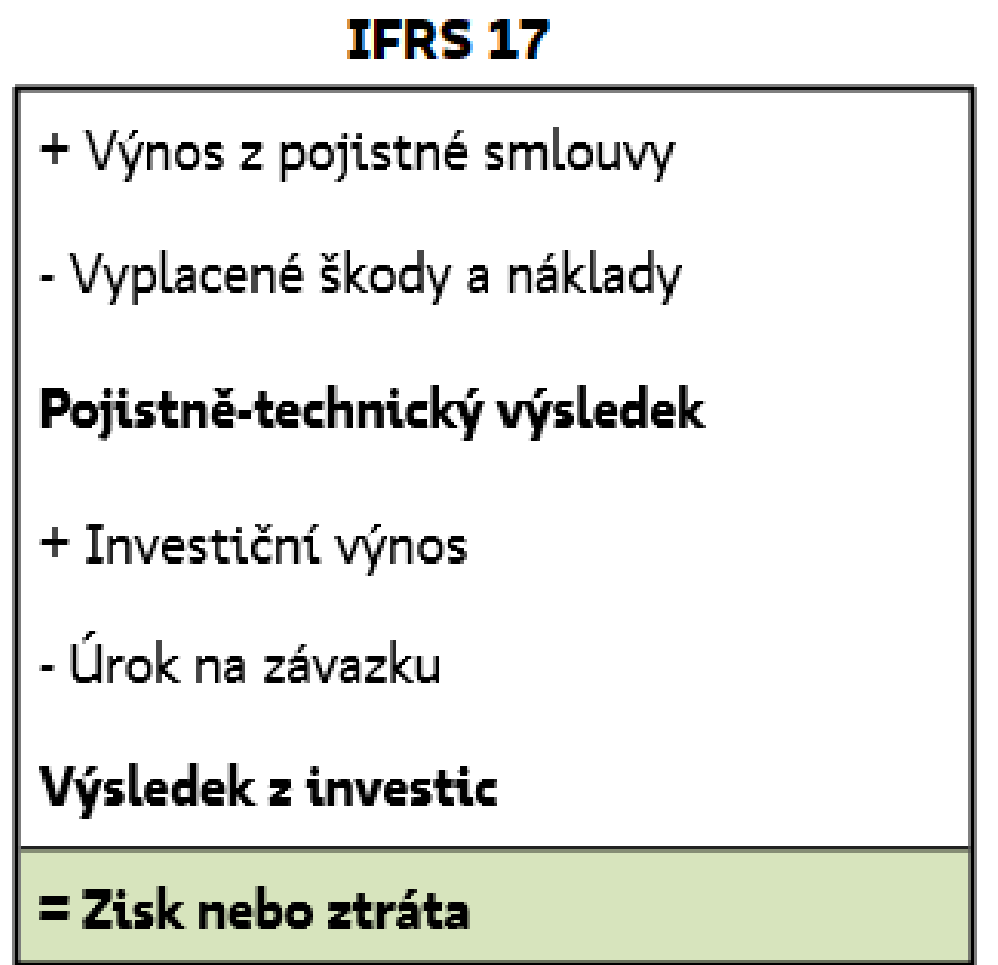 IFRS 17
+ Výnos z pojistné smlouvy
- Vyplacené škody a náklady
Pojistně-technický výsledek
+ Investiční výnos
- Úrok na závazku
Výsledek z investic
= Zisk nebo ztráta